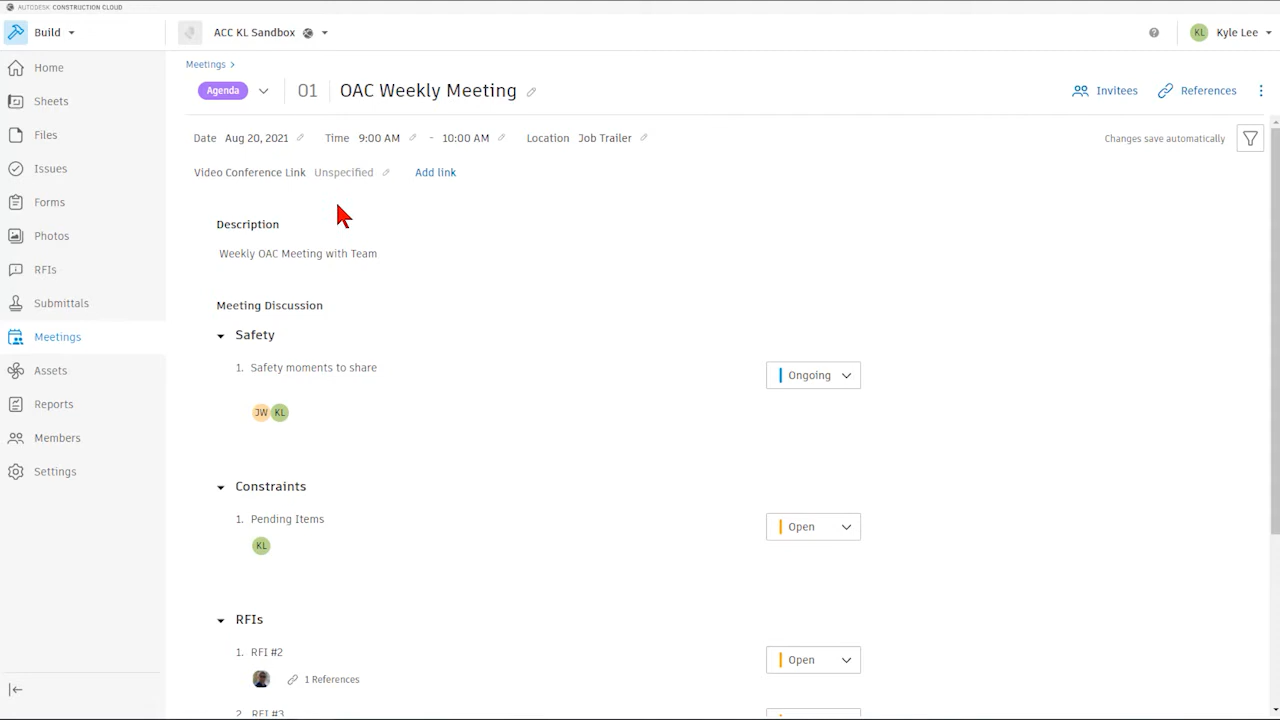 AUTODESK CONSTRUCTION CLOUD
Build
ACC KL Sandbox
KL Kyle Lee
Home
Sheets
Files
Issues
Forms
Photos
RFIs
Submittals
Meetings
Assets
Reports
Members
Settings
Meetings
Agenda 01 OAC Weekly Meeting
Invitees References
Date Aug 20, 2021 Time 9:00 AM - 10:00 AM Location Job Trailer
Changes save automatically
Video Conference Link Unspecified Add link
Description
Weekly OAC Meeting with Team
Meeting Discussion
Safety
1. Safety moments to share
Ongoing
JW KL
Constraints
1. Pending Items
Open
KL
RFIs
1. RFI #2
Open
1 References
2. RFI #3